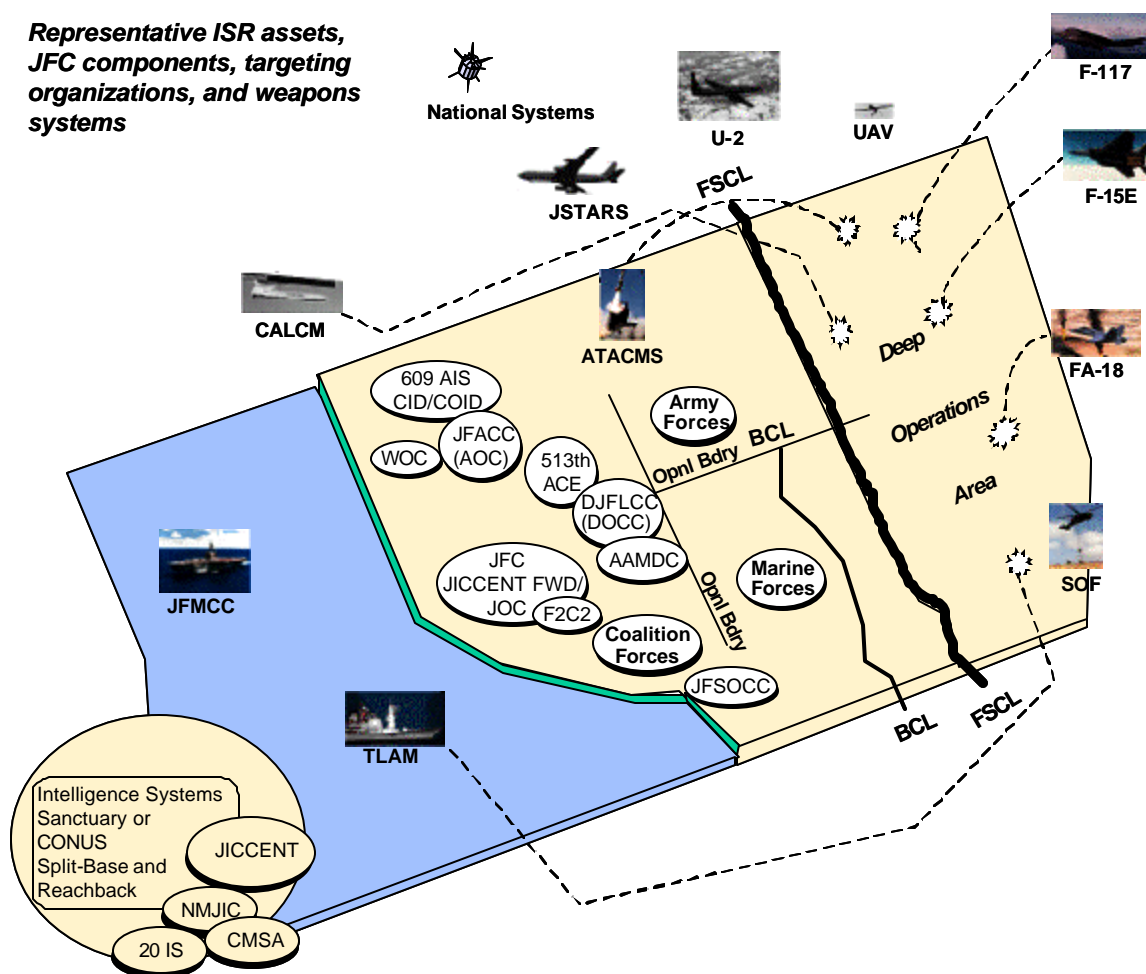 Representative ISR assets,
JFC components, targeting
organizations, and weapons
systems
National Systems
U-2
UAV
F-117
F-15E
JSTARS
FSCL
CALCM
ATACMS
Deep
FA-18
609 AIS
CID/COID
Army
Forces
Operations
WOC
JFACC
(AOC)
BCL
Opnl Bdry
513th
ACE
Area
DJFLCC
(DOCC)
JFMCC
JFC
JICCENT FWD/
JOC
AAMDC
Marine
Forces
Opnl Bdry
SOF
F2C2
Coalition
Forces
JFSOCC
BCL
FSCL
TLAM
Intelligence Systems
Sanctuary or
CONUS
Split-Base and
Reachback
JICCENT
NMJIC
20 IS
CMSA